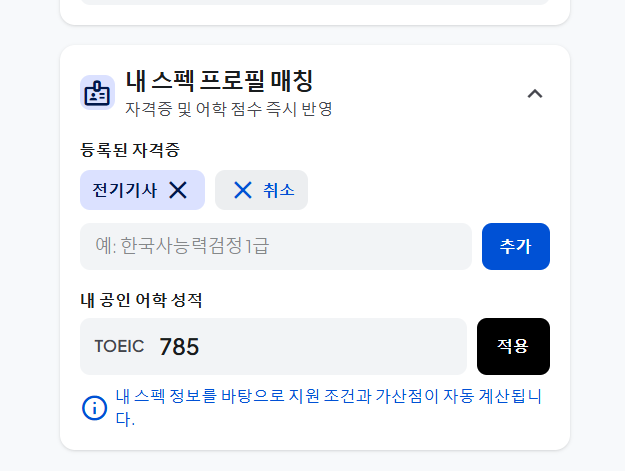 내 스펙 프로필 매칭
자격증 및 어학 점수 즉시 반영
등록된 자격증
전기기사 취소
예: 한국사능력검정 1급 추가
내 공인 어학 성적
TOEIC 785 적용
내 스펙 정보를 바탕으로 지원 조건과 가산점이 자동 계산됩니
다.